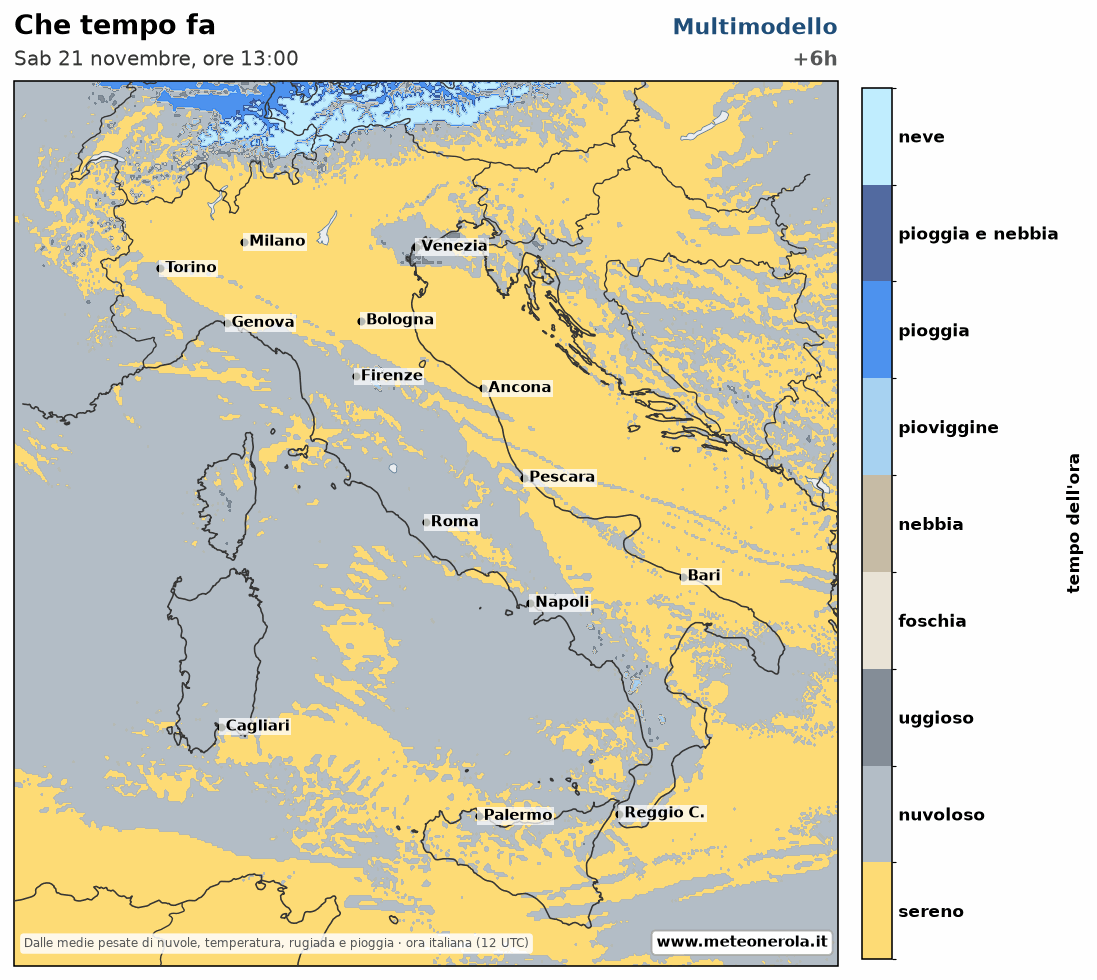 Che tempo fa
Multimodello
Sab 21 novembre, ore 13:00
+6h
Milano
Venezia
Torino
Genova
Bologna
Firenze
Ancona
Pescara
Roma
Bari
Napoli
Cagliari
Palermo
Reggio C.
Dalle medie pesate di nuvole, temperatura, rugiada e pioggia · ora italiana (12 UTC)
www.meteonerola.it
neve
pioggia e nebbia
pioggia
pioviggine
nebbia
foschia
uggioso
nuvoloso
sereno
tempo dell'ora